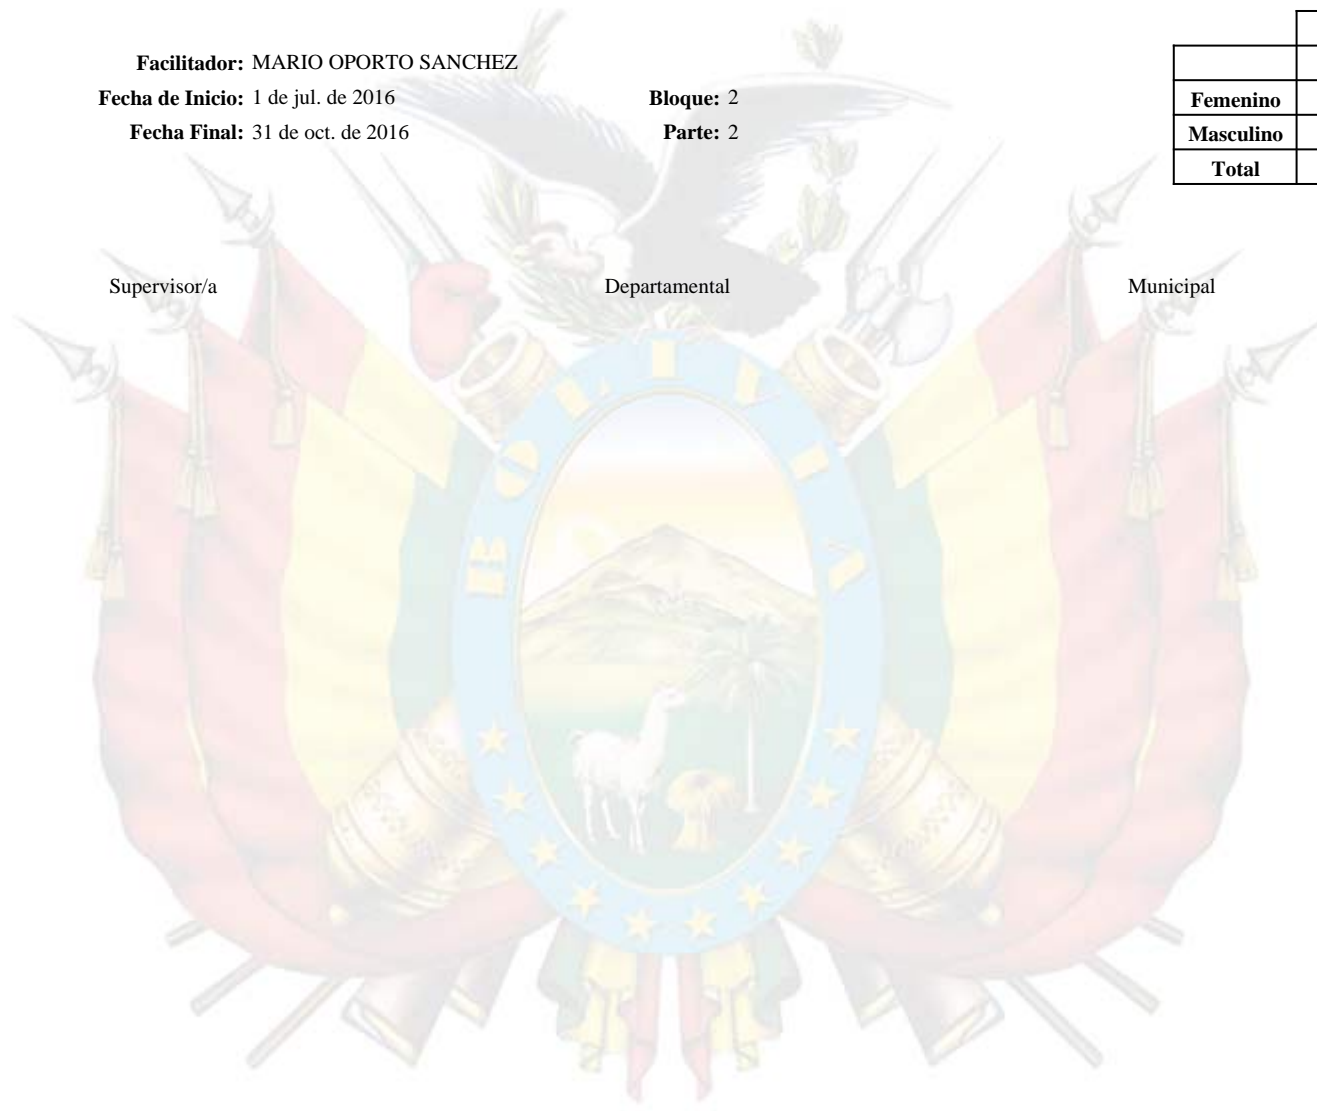 Facilitador: MARIO OPORTO SANCHEZ
Fecha de Inicio: 1 de jul. de 2016 Bloque: 2
Fecha Final: 31 de oct. de 2016 Parte: 2
Femenino
Masculino
Total
Supervisor/a Departamental Municipal
BOLIVIA